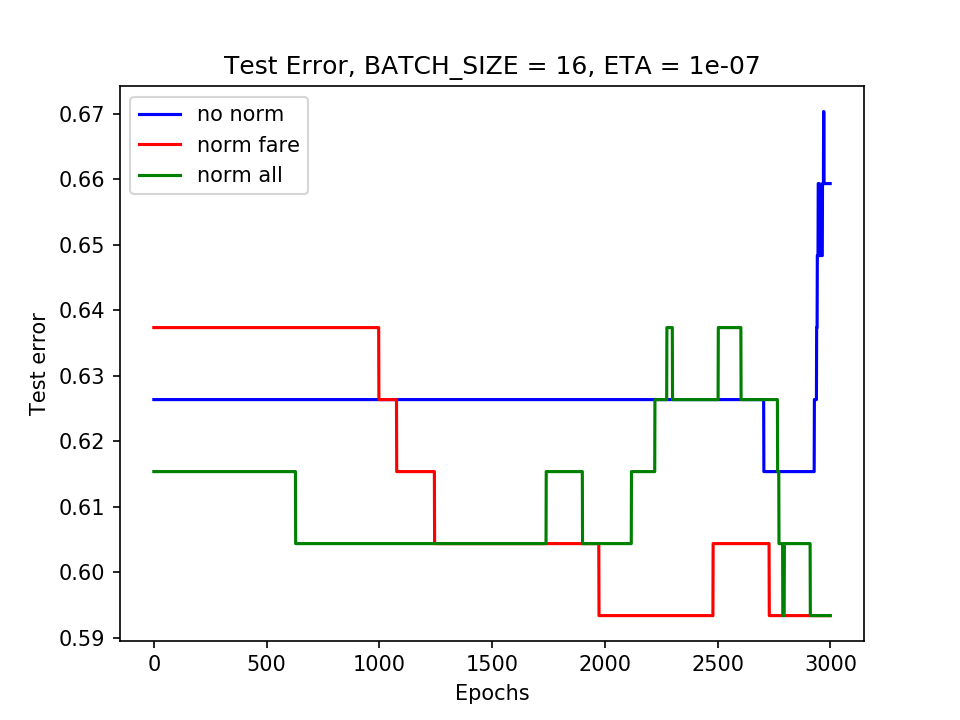 Test Error, BATCH_SIZE = 16, ETA = 1e-07
no norm
norm fare
norm all
0.67
0.66
0.65
0.64
0.63
0.62
0.61
0.60
0.59
Test error
0 500 1000 1500 2000 2500 3000
Epochs